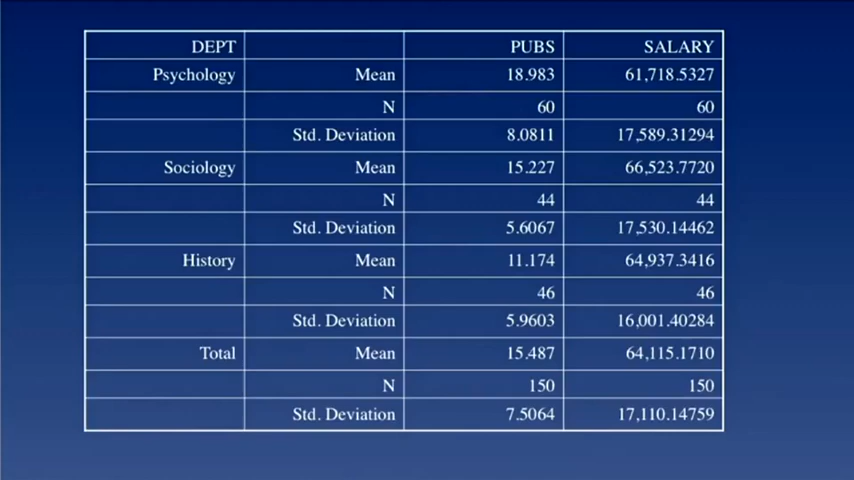 DEPT PUBS SALARY
Psychology Mean 18.983 61,718.5327
N 60 60
Std. Deviation 8.0811 17,589.31294
Sociology Mean 15.227 66,523.7720
N 44 44
Std. Deviation 5.6067 17,530.14462
History Mean 11.174 64,937.3416
N 46 46
Std. Deviation 5.9603 16,001.40284
Total Mean 15.487 64,115.1710
N 150 150
Std. Deviation 7.5064 17,110.14759